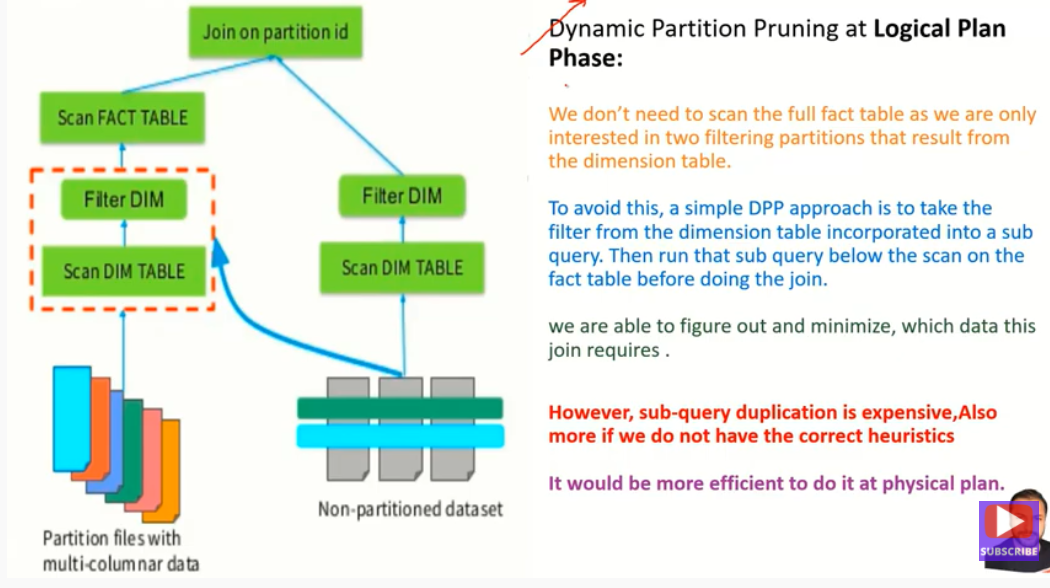 Join on partition id
Scan FACT TABLE
Filter DIM
Scan DIM TABLE
Filter DIM
Scan DIM TABLE
Non-partitioned dataset
Partition files with
multi-columnar data
Dynamic Partition Pruning at Logical Plan
Phase:
We don't need to scan the full fact table as we are only
interested in two filtering partitions that result from
the dimension table.
To avoid this, a simple DPP approach is to take the
filter from the dimension table incorporated into a sub
query. Then run that sub query below the scan on the
fact table before doing the join.
we are able to figure out and minimize, which data this
join requires .
However, sub-query duplication is expensive,Also
more if we do not have the correct heuristics
It would be more efficient to do it at physical plan.
SUBSCRIBE